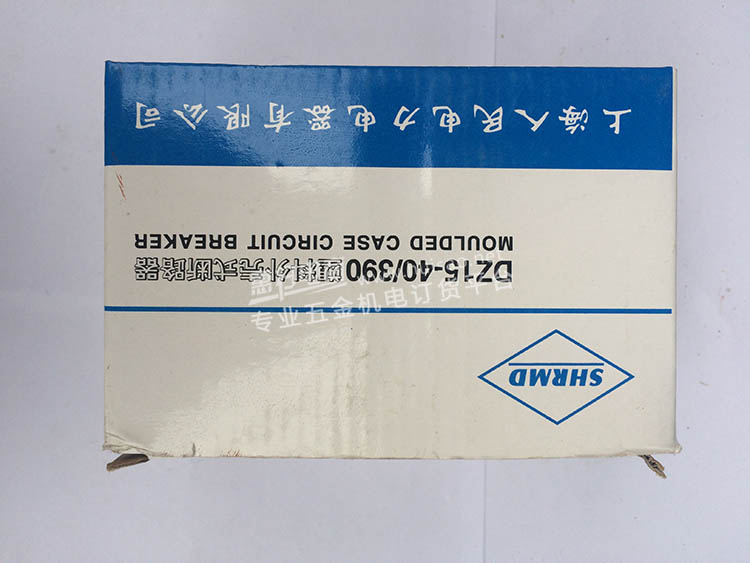 SHRMD
DZ15-40/390塑料外壳式断路器
MOULDED CASE CIRCUIT BREAKER
上海人民电力电器有限公司
专业五金机电订货平台